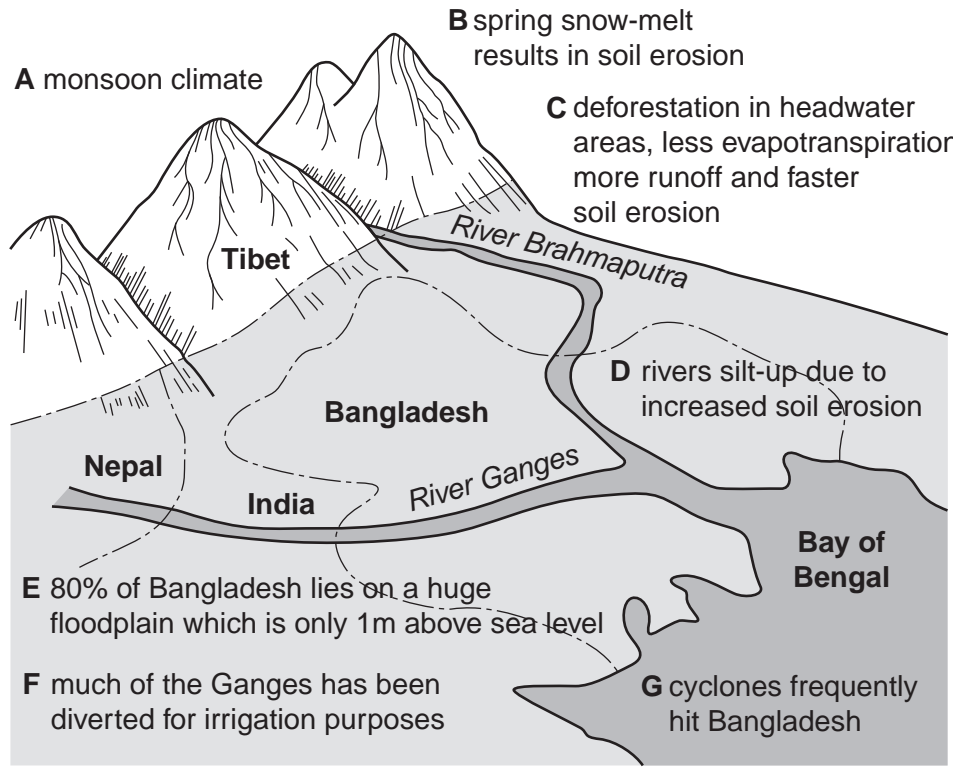 B spring snow-melt
results in soil erosion
A monsoon climate
C deforestation in headwater
areas, less evapotranspiration
more runoff and faster
soil erosion
River Brahmaputra
Tibet
D rivers silt-up due to
increased soil erosion
Bangladesh
Nepal
River Ganges
India
Bay of
Bengal
E 80% of Bangladesh lies on a huge
floodplain which is only 1m above sea level
F much of the Ganges has been
diverted for irrigation purposes
G cyclones frequently
hit Bangladesh